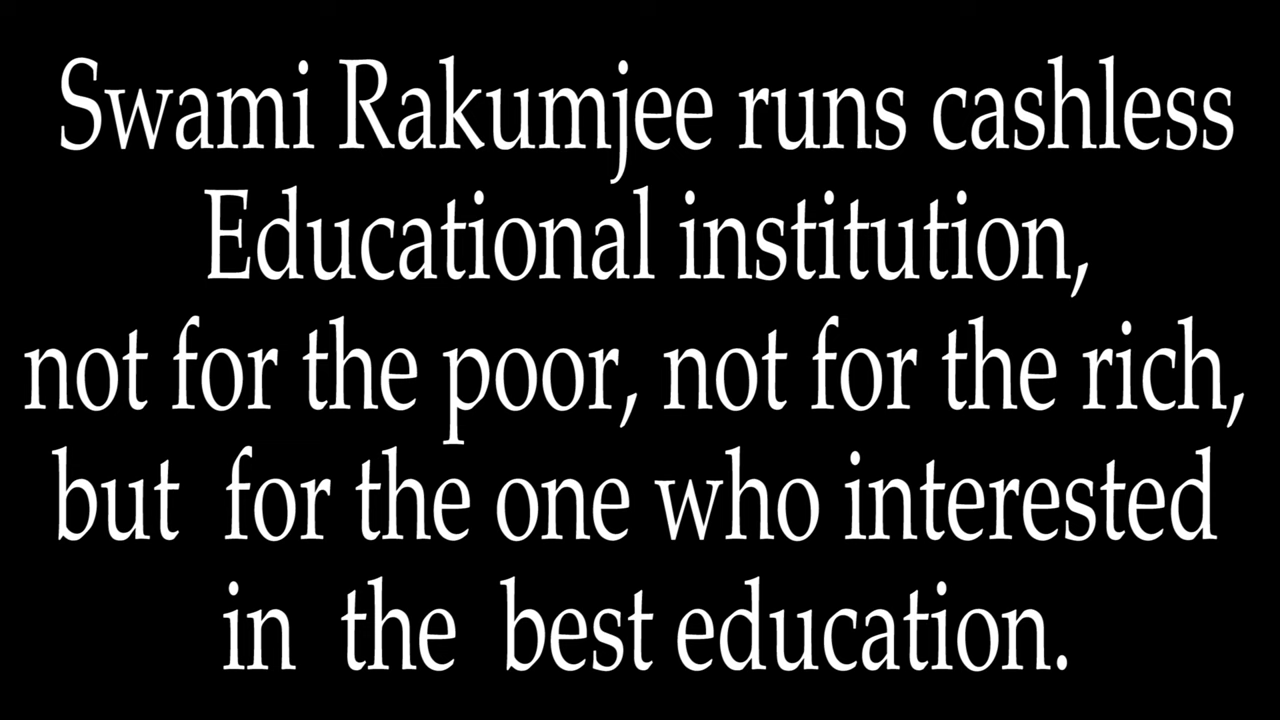 Swami Rakumjee runs cashless
Educational institution,
not for the poor, not for the rich,
but for the one who interested
in the best education.